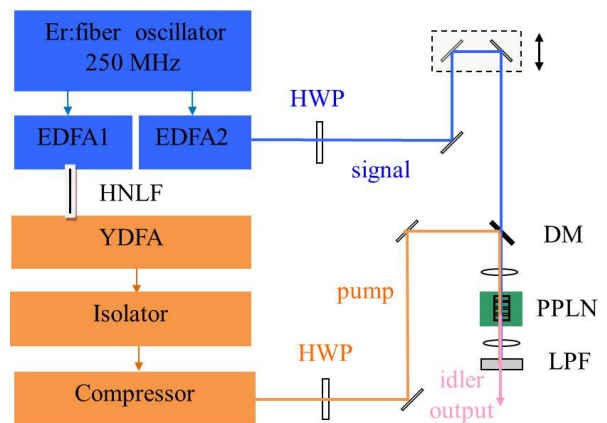 Er:fiber oscillator
250 MHz
EDFA1
EDFA2
HWP
signal
HNLF
YDFA
DM
pump
Isolator
PPLN
HWP
LPF
Compressor
idler
output